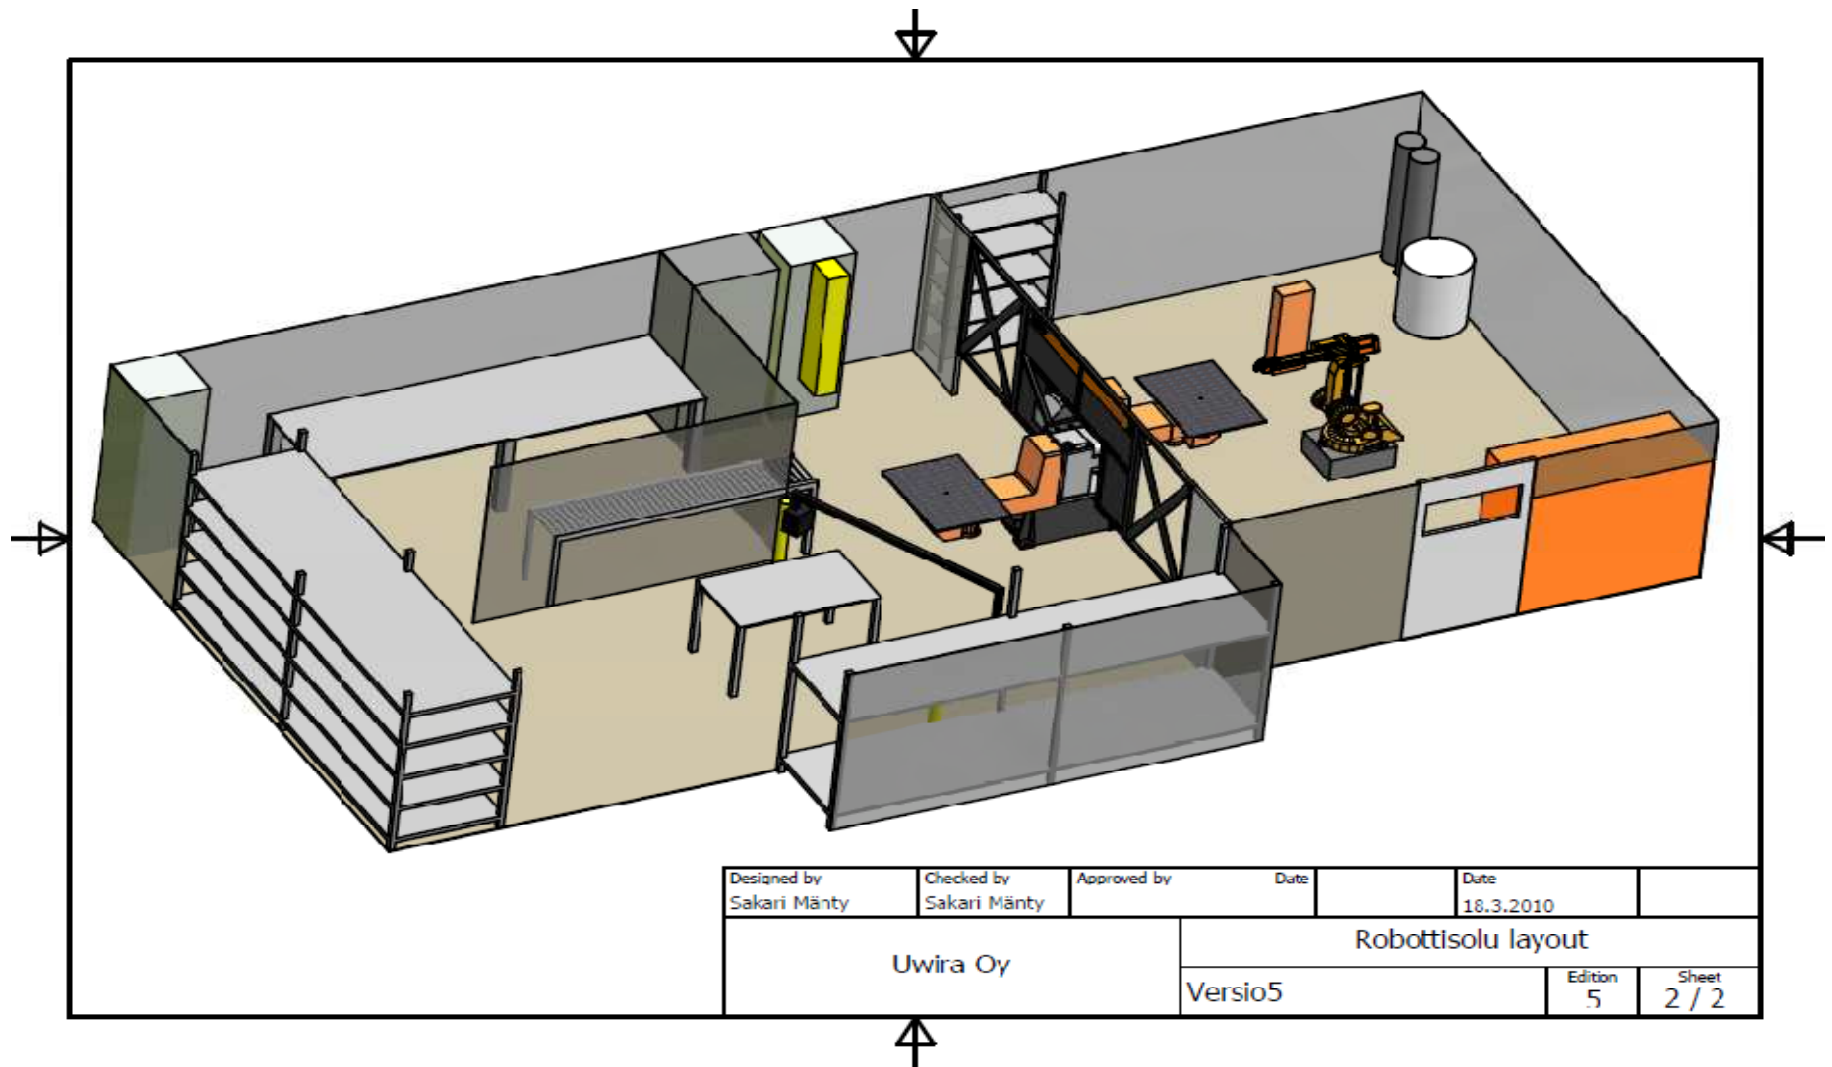 Designed by
Sakari Mänty
Checked by
Sakari Mänty
Approved by
Date
Date
18.3.2010
Uwira Oy
Robottisolu layout
Versio5
Edition
5
Sheet
2 / 2